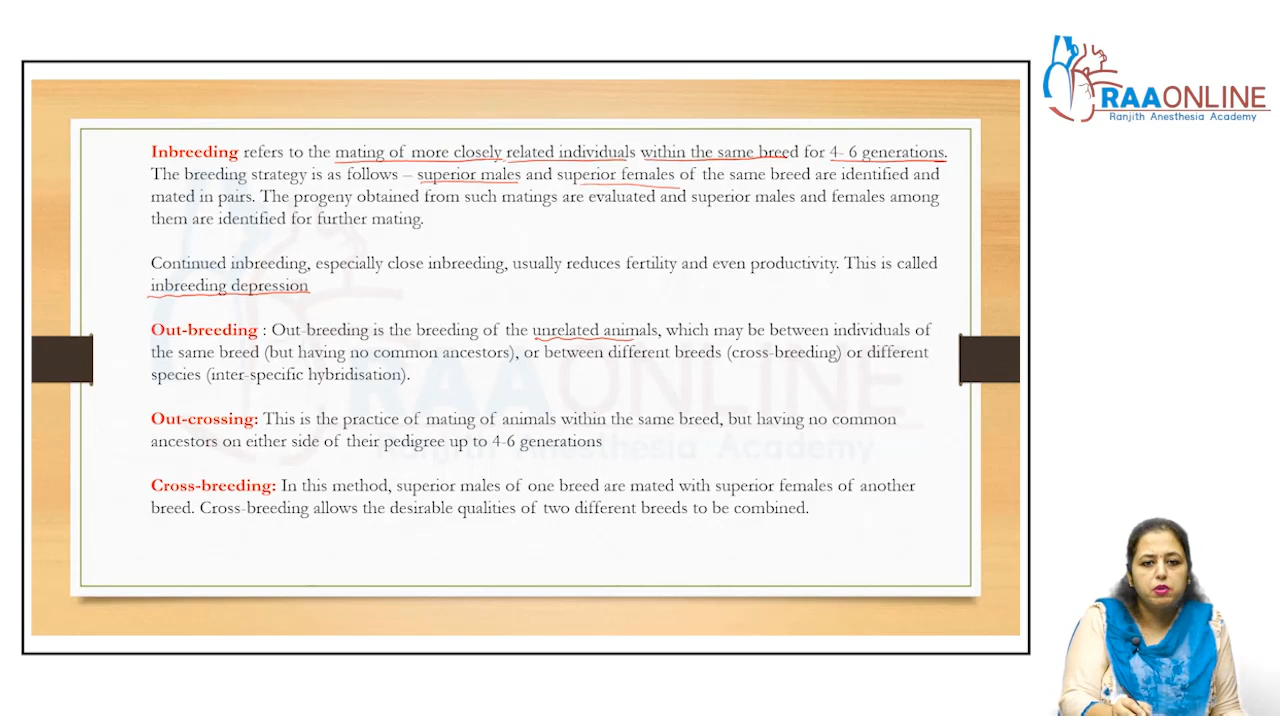 RAAONLINE
Ranjith Anesthesia Academy
Inbreeding refers to the mating of more closely related individuals within the same breed for 4- 6 generations.
The breeding strategy is as follows – superior males and superior females of the same breed are identified and
mated in pairs. The progeny obtained from such matings are evaluated and superior males and females among
them are identified for further mating.
Continued inbreeding, especially close inbreeding, usually reduces fertility and even productivity. This is called
inbreeding depression
Out-breeding : Out-breeding is the breeding of the unrelated animals, which may be between individuals of
the same breed (but having no common ancestors), or between different breeds (cross-breeding) or different
species (inter-specific hybridisation).
RAAONLINE
Out-crossing: This is the practice of mating of animals within the same breed, but having no common
ancestors on either side of their pedigree up to 4-6 generations
Ranjith Anesthesia Academy
Cross-breeding: In this method, superior males of one breed are mated with superior females of another
breed. Cross-breeding allows the desirable qualities of two different breeds to be combined.